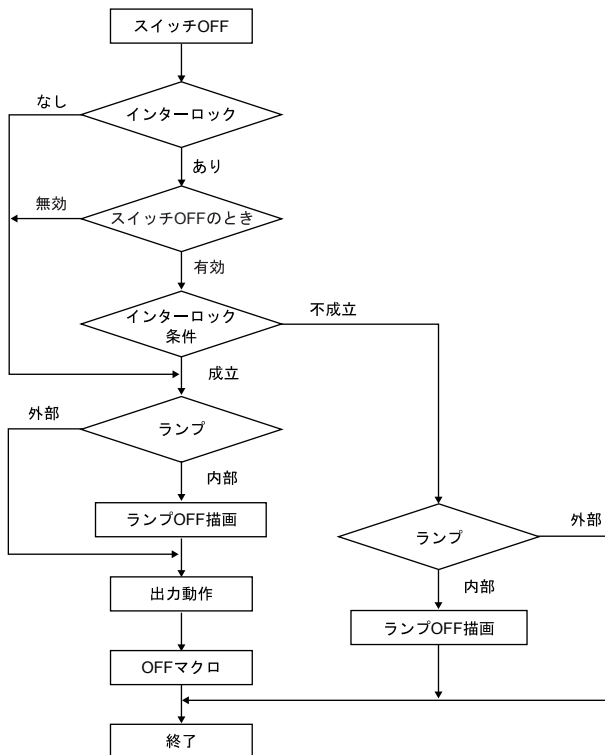 スイッチOFF
なし
インターロック
あり
無効
スイッチOFFのとき
有効
インターロック
条件
不成立
成立
外部
ランプ
内部
ランプOFF描画
ランプ
外部
出力動作
内部
ランプOFF描画
OFFマクロ
終了